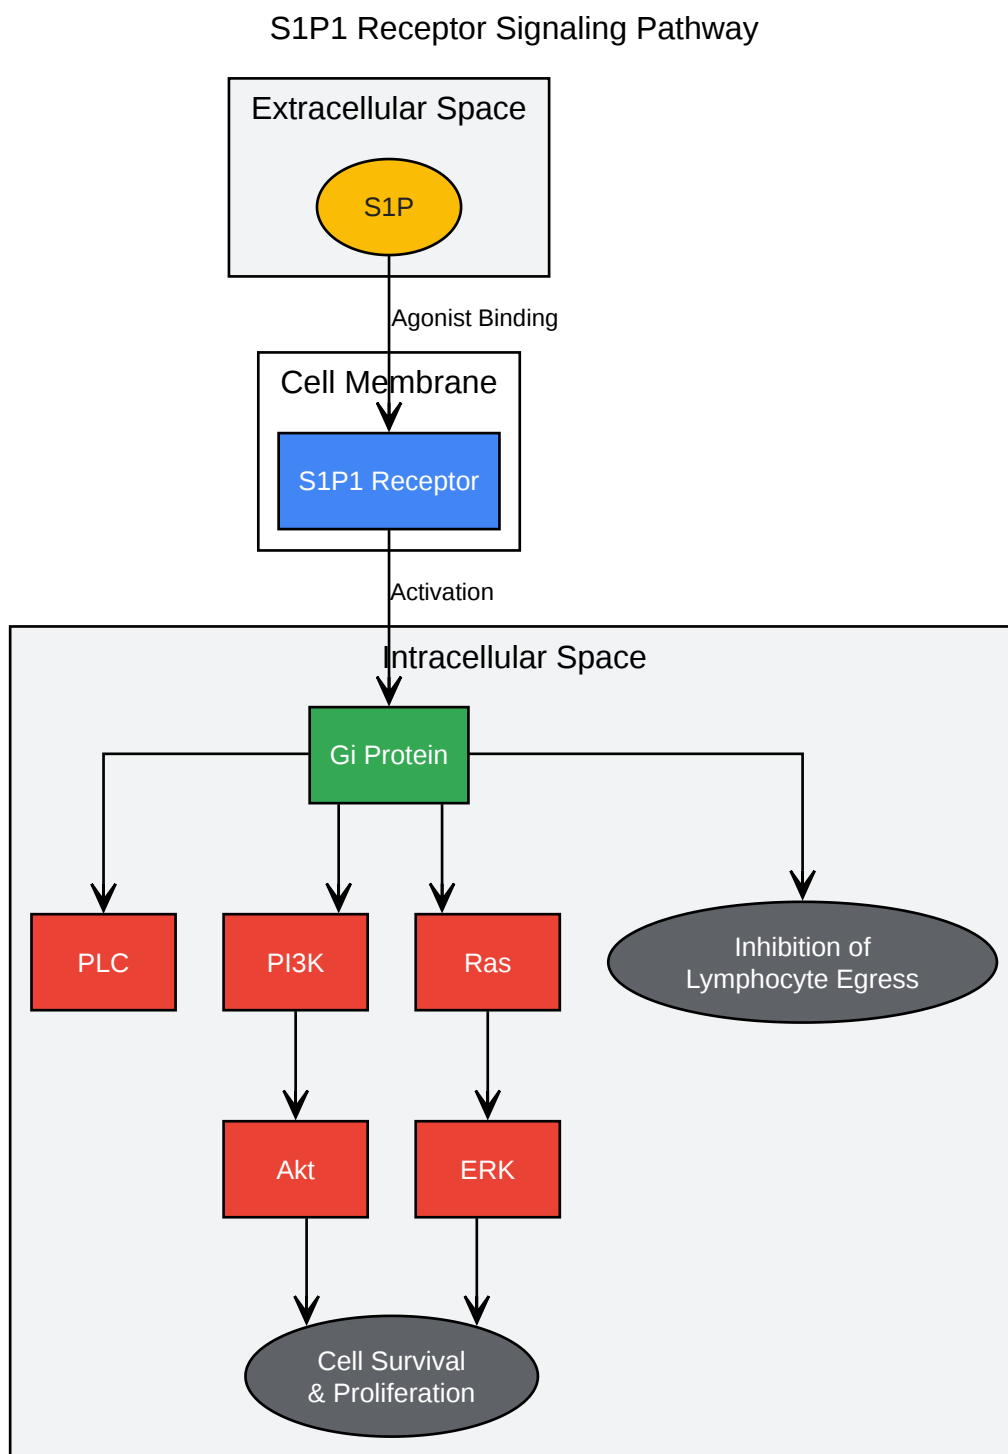 S1P1 Receptor Signaling Pathway
Extracellular Space
S1P
Agonist Binding
Cell Membrane
S1P1 Receptor
Activation
Intracellular Space
Gi Protein
PLC
PI3K
Ras
Inhibition of
Lymphocyte Egress
Akt
ERK
Cell Survival
& Proliferation